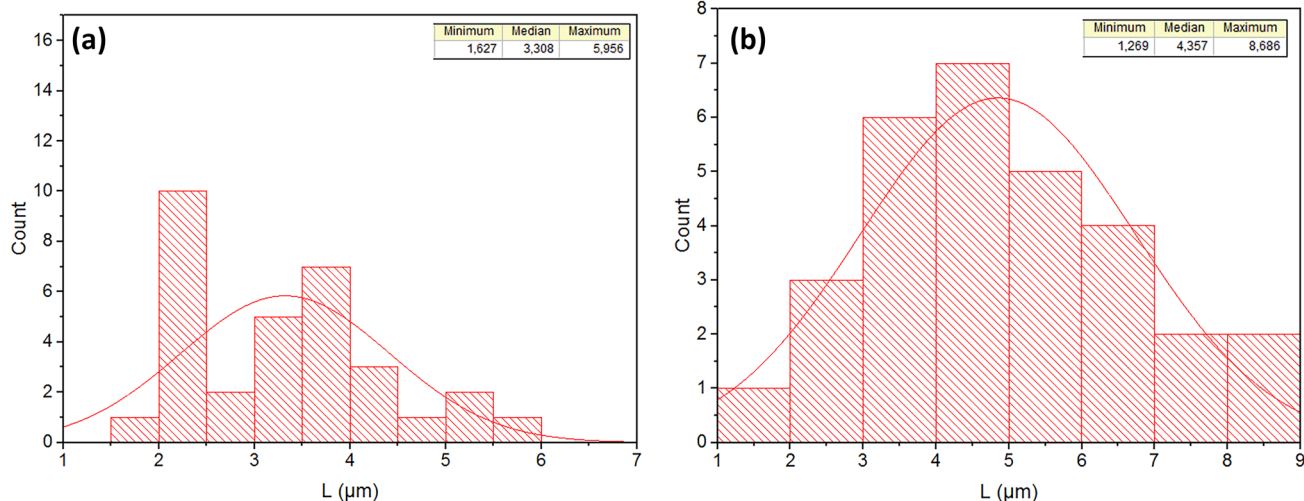 (a)
Minimum Median Maximum
1,627 3,308 5,956
16
14
12
10
8
6
4
2
0
Count
1 2 3 4 5 6 7
L (µm)
(b)
Minimum Median Maximum
1,269 4,357 8,686
8
7
6
5
4
3
2
1
0
Count
1 2 3 4 5 6 7 8 9
L (µm)